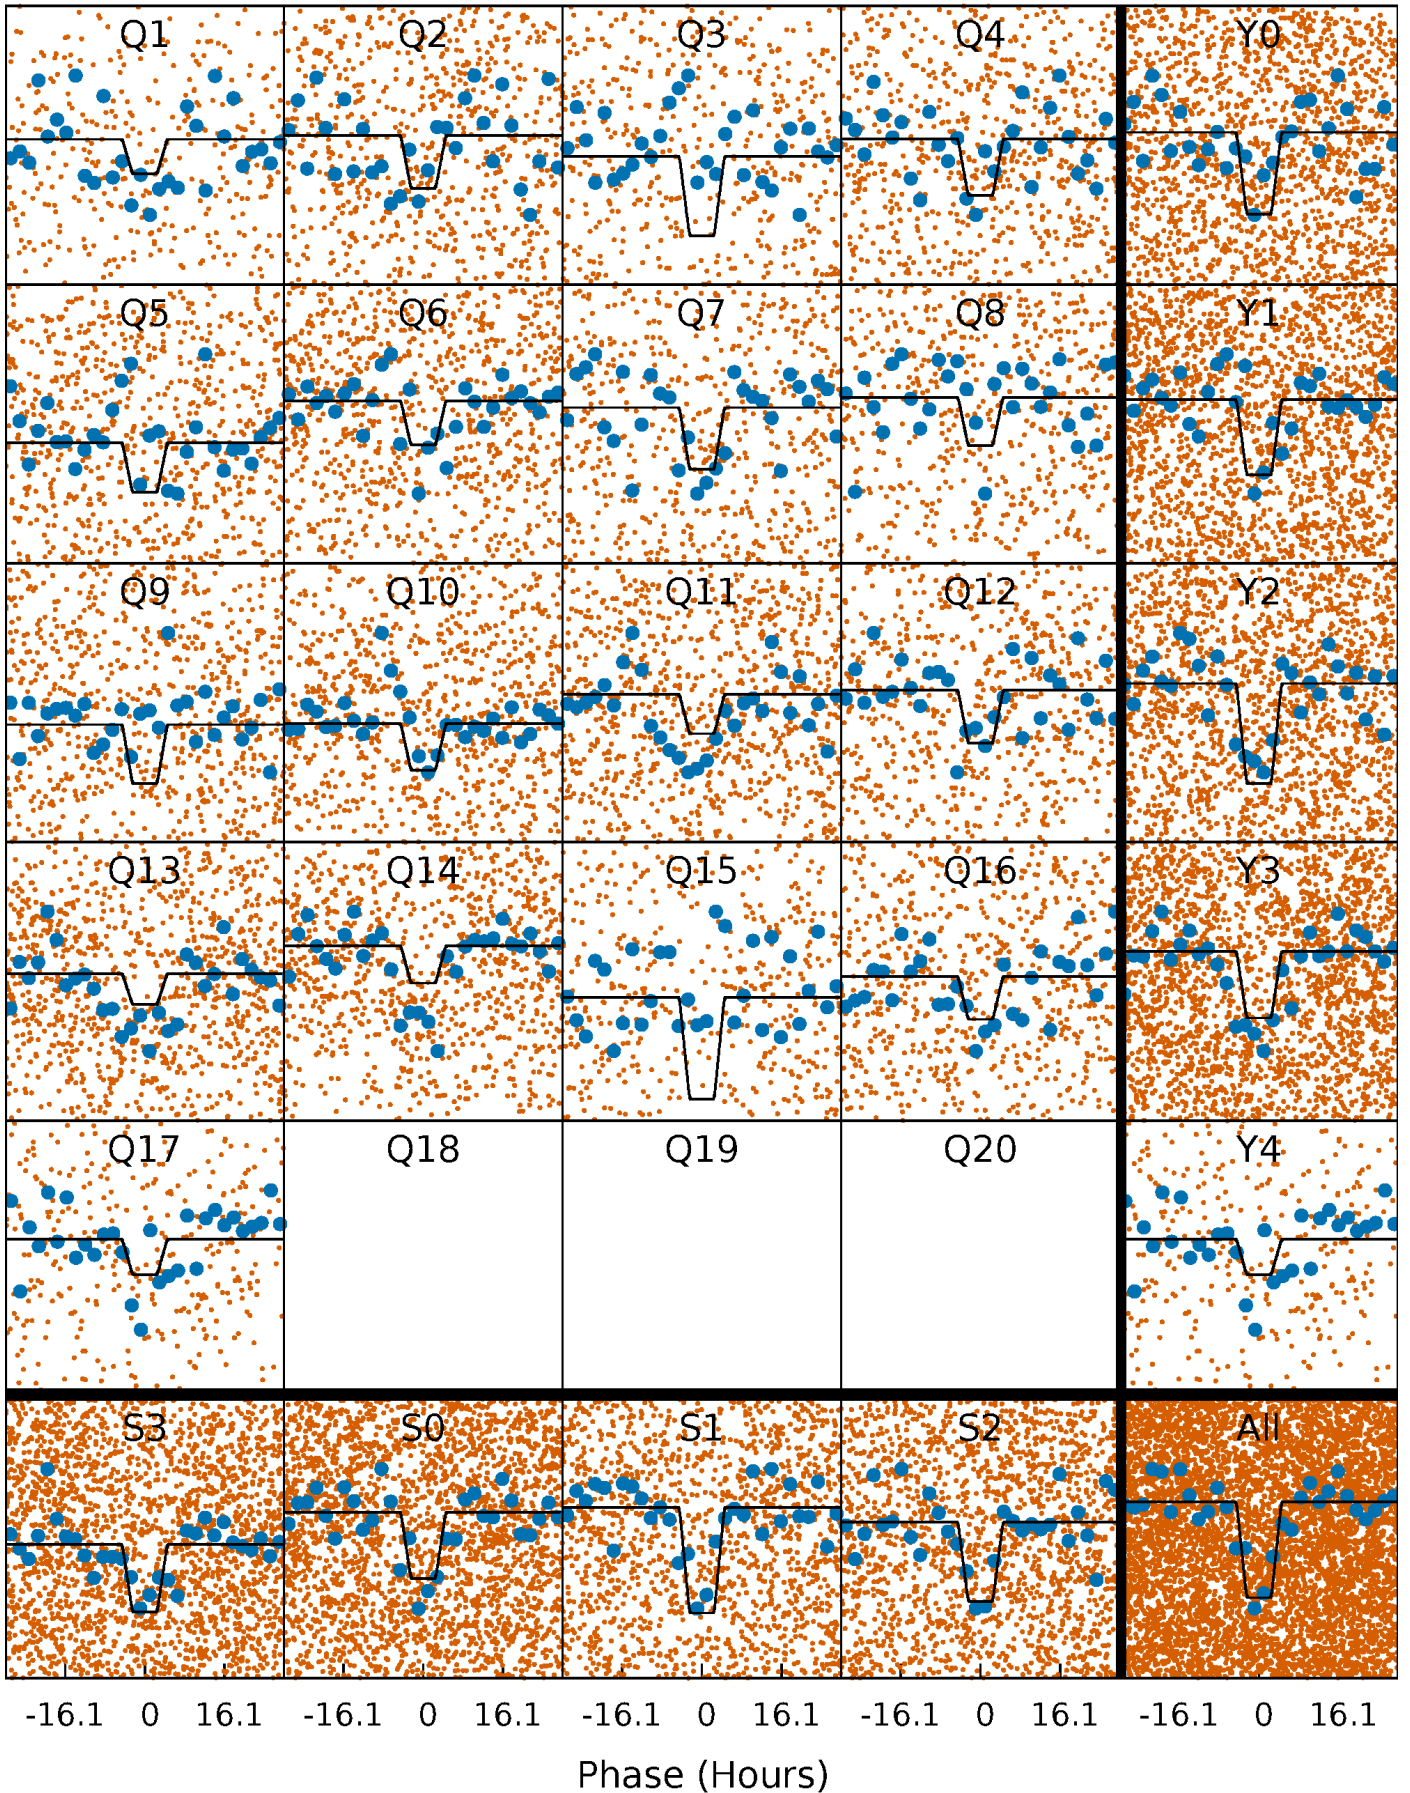 Q1 Q2 Q3 Q4 Y0
Q5 Q6 Q7 Q8 Y1
Q9 Q10 Q11 Q12 Y2
Q13 Q14 Q15 Q16 Y3
Q17 Q18 Q19 Q20 Y4
S3 S0 S1 S2 All
-16.1 0 16.1 -16.1 0 16.1 -16.1 0 16.1 -16.1 0 16.1 -16.1 0 16.1
Phase (Hours)